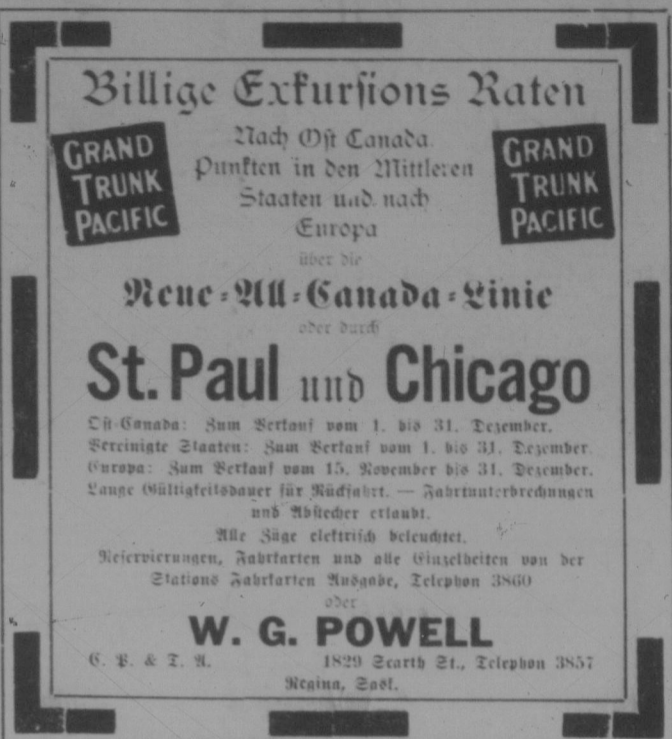 Billige Exkursions Raten
GRAND TRUNK PACIFIC
Nach Ost Canada
Punkten in den Mittleren
Staaten und nach
Europa
GRAND TRUNK PACIFIC
über die
Neue-All-Canada-Linie
oder durch
St. Paul und Chicago
Ost-Canada: Zum Verkauf vom 1. bis 31. Dezember.
Vereinigte Staaten: Zum Verkauf vom 1. bis 31. Dezember.
Europa: Zum Verkauf vom 15. November bis 31. Dezember.
Lange Gültigkeitsdauer für Rückfahrt. — Fahrtunterbrechungen
und Abstecher erlaubt.
Alle Züge elektrisch beleuchtet.
Reservierungen, Fahrkarten und alle Einzelheiten von der
Stations Fahrkarten Ausgabe, Telephon 3860
oder
W. G. POWELL
C. P. & T. A. 1829 Scarth St., Telephon 3857
Regina, Sask.